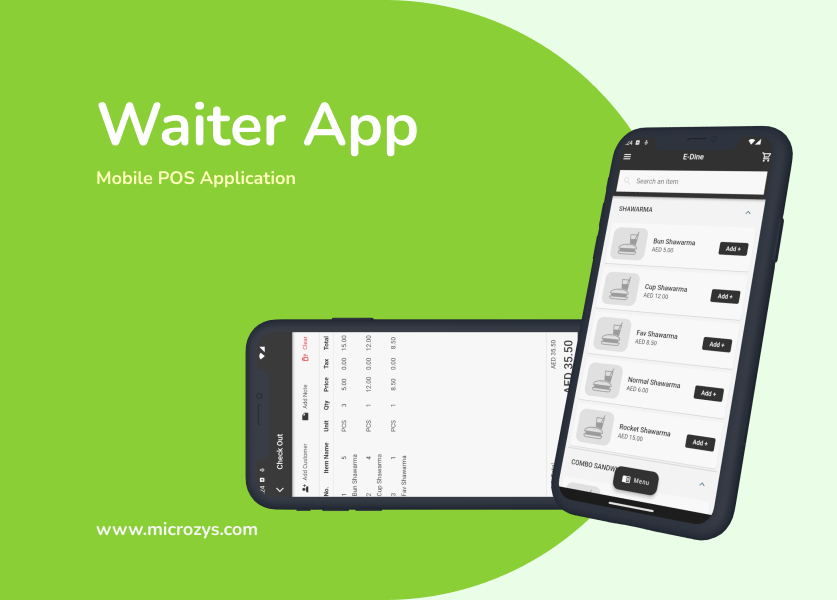 Waiter App
Mobile POS Application
www.microzys.com
Check Out
Add Customer
Add Note
Clear
No. Item Name Unit Qty Price Tax Total
1 5 PCS 3 5.00 0.00 15.00
Bun Shawarma
2 4 PCS 1 12.00 0.00 12.00
Cup Shawarma
3 1 PCS 1 8.50 0.00 8.50
Fav Shawarma
AED 35.50
AED 35.50
:24
E-Dine
Search an item
SHAWARMA
Bun Shawarma
AED 5.00
Add +
Cup Shawarma
AED 12.00
Add +
Fav Shawarma
AED 8.50
Add +
Normal Shawarma
AED 6.00
Add +
Rocket Shawarma
AED 15.00
Add +
COMBO SANDW
Menu